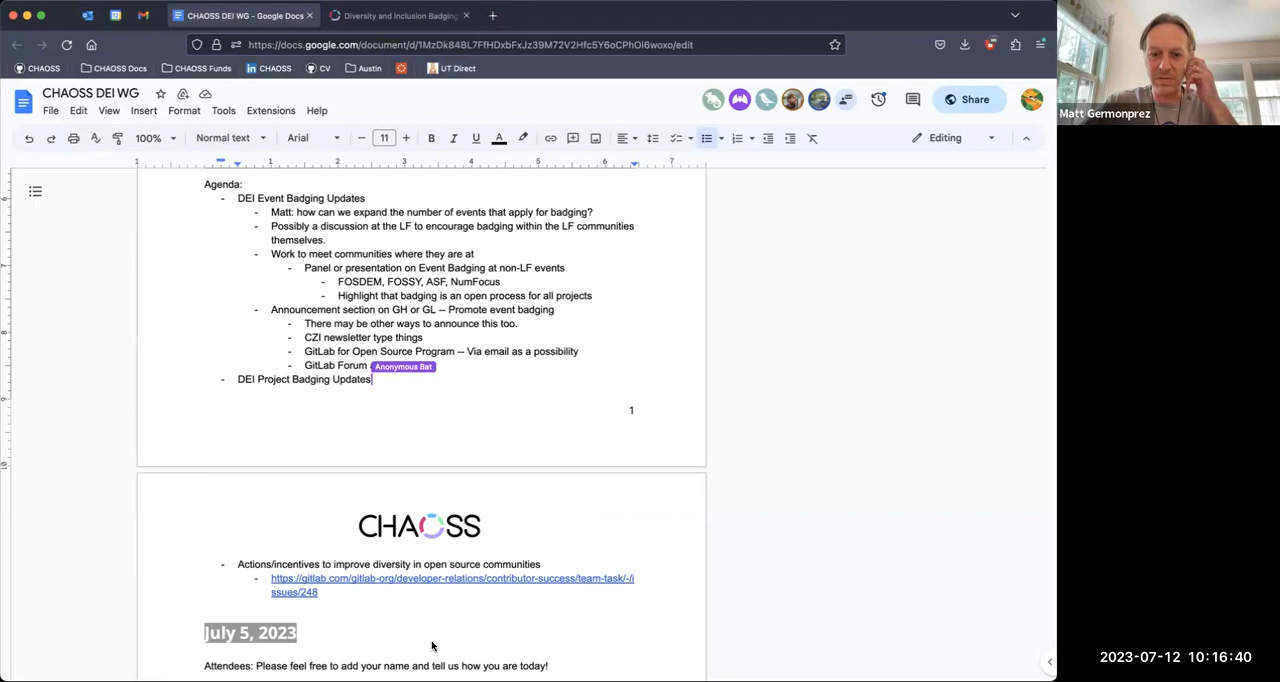 CHAOSS DEI WG - Google Docs
Diversity and Inclusion Badging
https://docs.google.com/document/d/1MzDk84BL7FfHDxbFxJz39M72V2Hfc5Y6oCPhOl6woxo/edit
CHAOSS
CHAOSS Docs
CHAOSS Funds
CHAOSS
CV
Austin
UT Direct
CHAOSS DEI WG
File Edit View Insert Format Tools Extensions Help
Share
100% Normal text Arial 11 Editing
1 1 2 3 4 5 6 7
Agenda:
- DEI Event Badging Updates
- Matt: how can we expand the number of events that apply for badging?
- Possibly a discussion at the LF to encourage badging within the LF communities
themselves.
- Work to meet communities where they are at
- Panel or presentation on Event Badging at non-LF events
- FOSDEM, FOSSY, ASF, NumFocus
- Highlight that badging is an open process for all projects
- Announcement section on GH or GL -- Promote event badging
- There may be other ways to announce this too.
- CZI newsletter type things
- GitLab for Open Source Program -- Via email as a possibility
- GitLab Forum
Anonymous Bat
- DEI Project Badging Updates
1
CHAOSS
- Actions/incentives to improve diversity in open source communities
- https://gitlab.com/gitlab-org/developer-relations/contributor-success/team-task/-/i
ssues/248
July 5, 2023
Attendees: Please feel free to add your name and tell us how you are today!
Matt Germonprez
2023-07-12 10:16:40